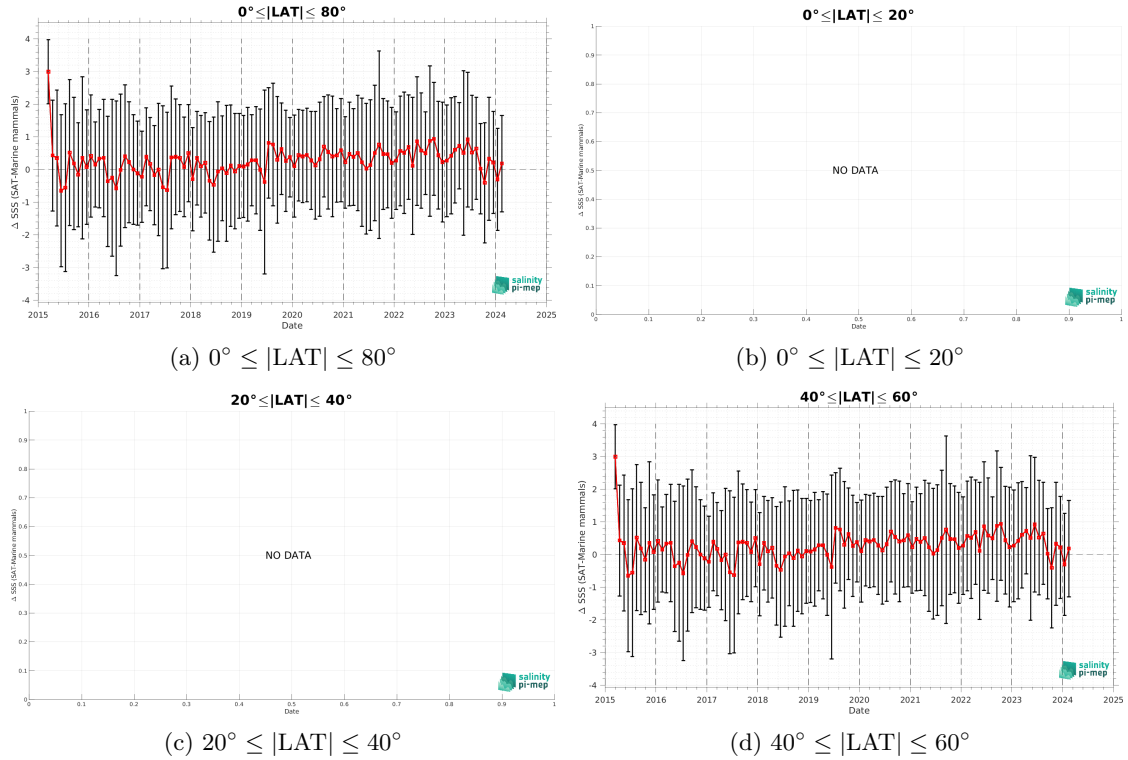 0°≤|LAT|≤ 80°
Δ SSS (SAT-Marine mammals)
4
3
2
1
0
-1
-2
-3
-4
2015 2016 2017 2018 2019 2020 2021 2022 2023 2024 2025
Date
salinity
pi-mep
(a) 0° ≤ |LAT| ≤ 80°
0°≤|LAT|≤ 20°
Δ SSS (SAT-Marine mammals)
1
0.9
0.8
0.7
0.6
0.5
0.4
0.3
0.2
0.1
0
NO DATA
0 0.1 0.2 0.3 0.4 0.5 0.6 0.7 0.8 0.9 1
Date
salinity
pi-mep
(b) 0° ≤ |LAT| ≤ 20°
20°≤|LAT|≤ 40°
Δ SSS (SAT-Marine mammals)
1
0.9
0.8
0.7
0.6
0.5
0.4
0.3
0.2
0.1
0
NO DATA
0 0.1 0.2 0.3 0.4 0.5 0.6 0.7 0.8 0.9 1
Date
salinity
pi-mep
(c) 20° ≤ |LAT| ≤ 40°
40°≤|LAT|≤ 60°
Δ SSS (SAT-Marine mammals)
4
3
2
1
0
-1
-2
-3
-4
2015 2016 2017 2018 2019 2020 2021 2022 2023 2024 2025
Date
salinity
pi-mep
(d) 40° ≤ |LAT| ≤ 60°